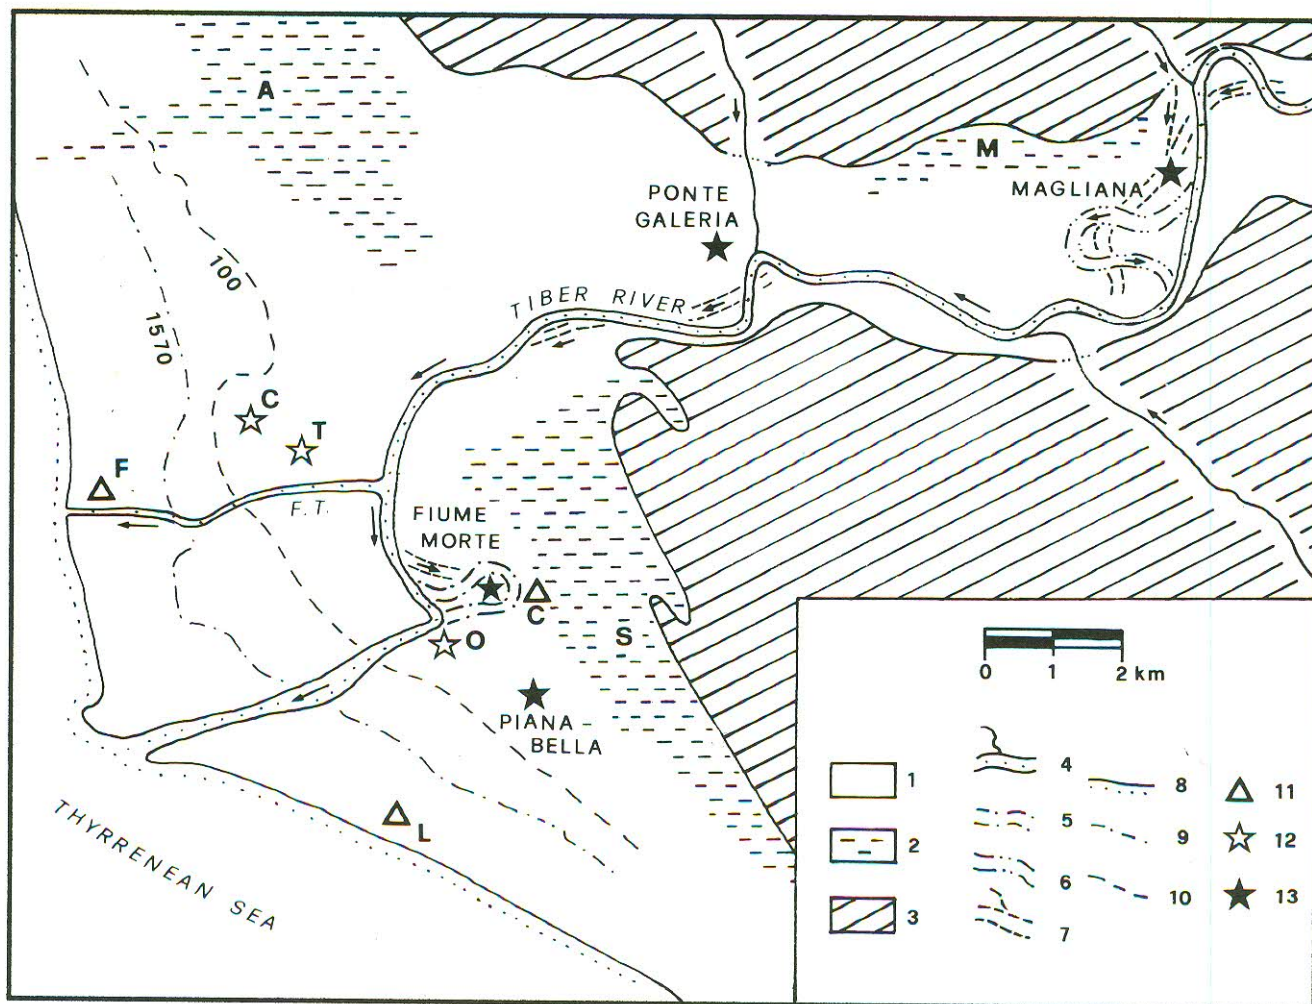 A
M
MAGLIANA
PONTE
GALERIA
100
TIBER RIVER
1570
C
T
F
F.T.
FIUME
MORTE
C
O
S
PIANA-
BELLA
L
THYRRENEAN SEA
0 1 2 km
1
2
3
4
5
6
7
8
9
10
11
12
13